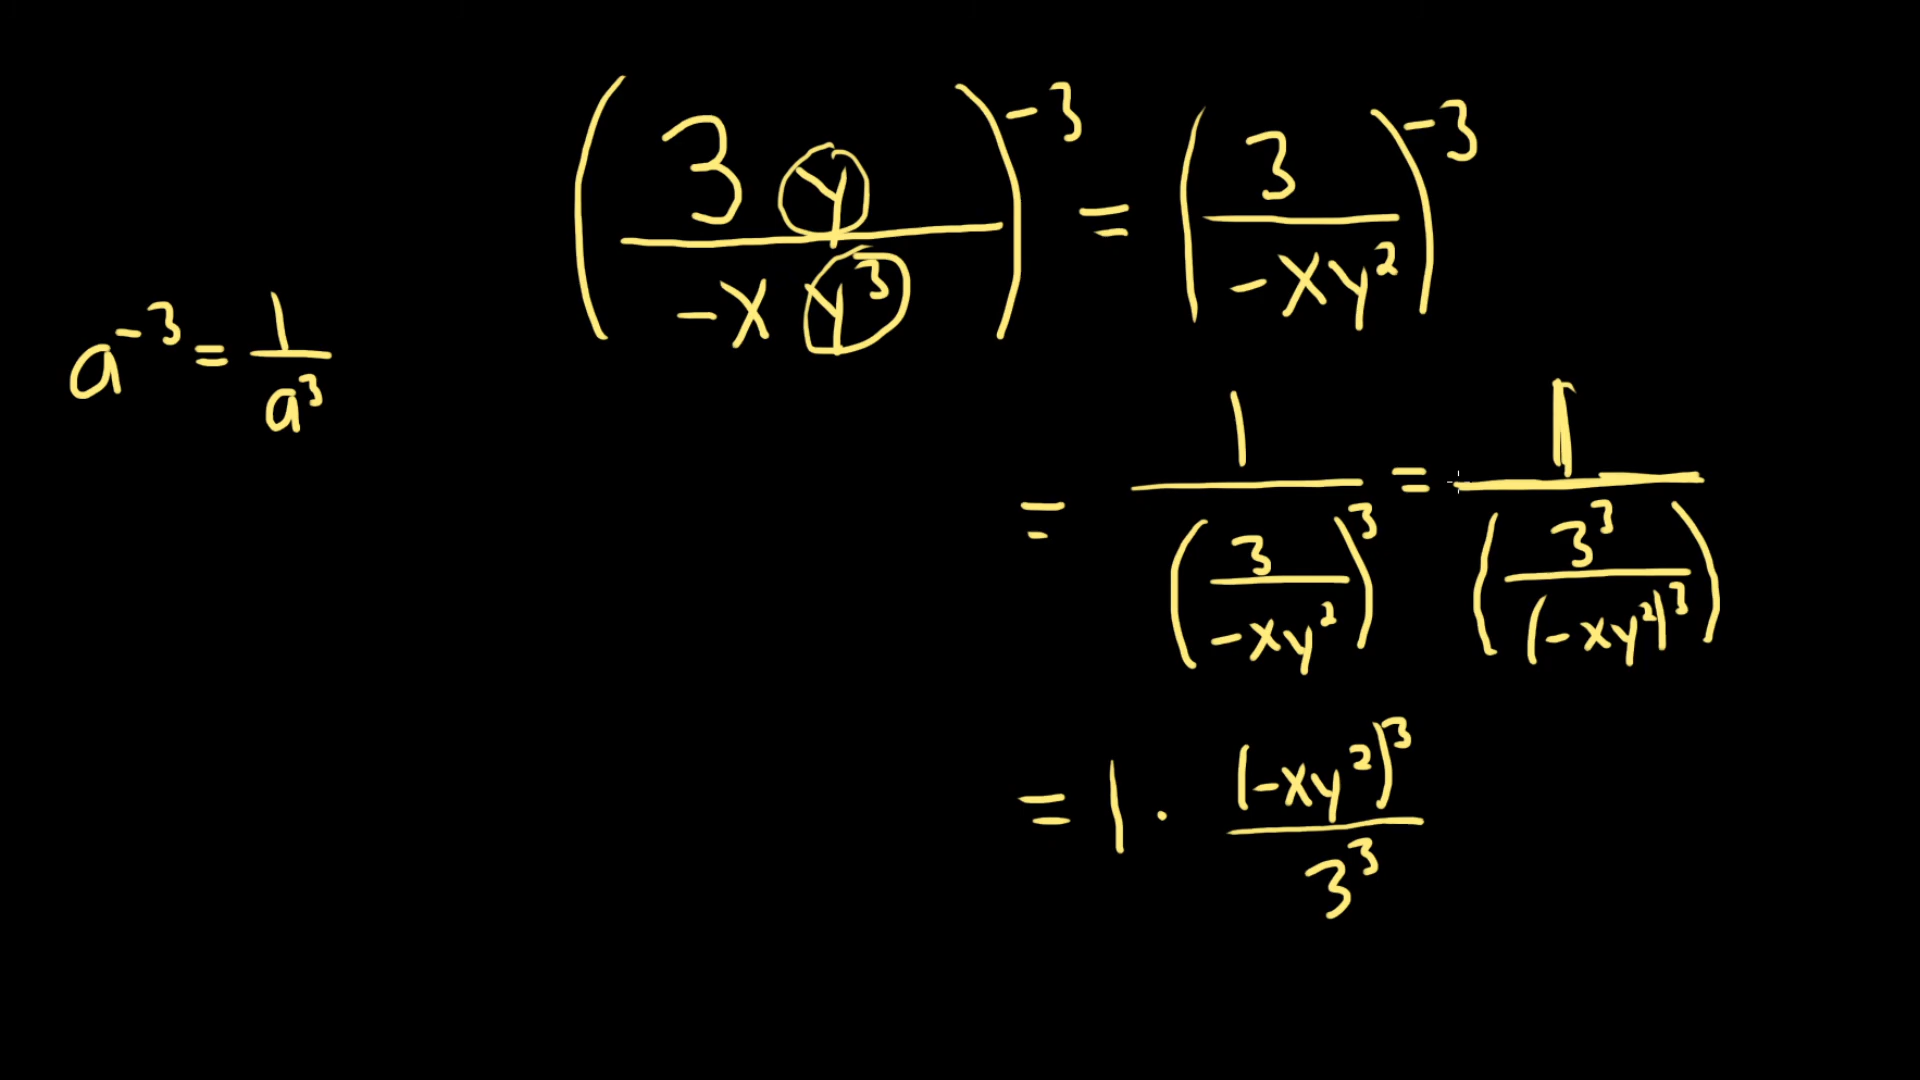 (3y / -xy³)⁻³ = (3 / -xy²)⁻³
a⁻³ = 1 / a³
= 1 / (3 / -xy²)³ = 1 / (3³ / (-xy²)³)
= 1 · (-xy²)³ / 3³